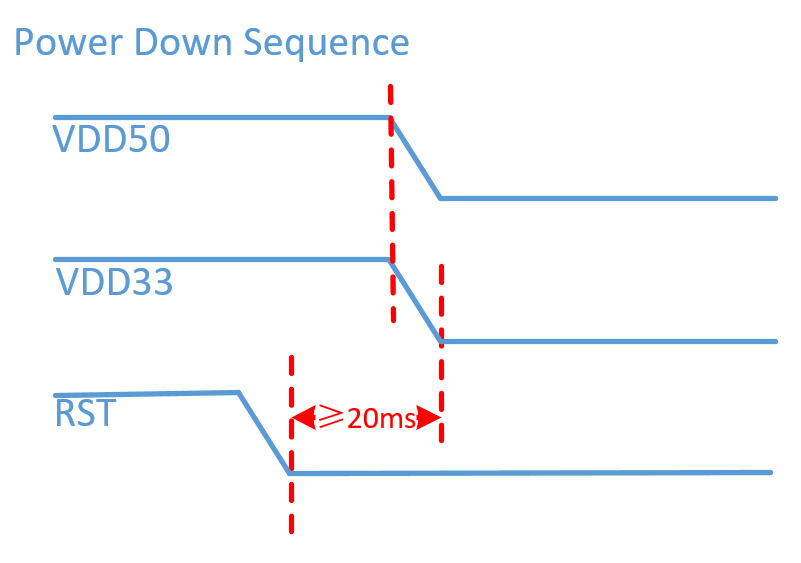 Power Down Sequence
VDD50
VDD33
RST
⩾20ms